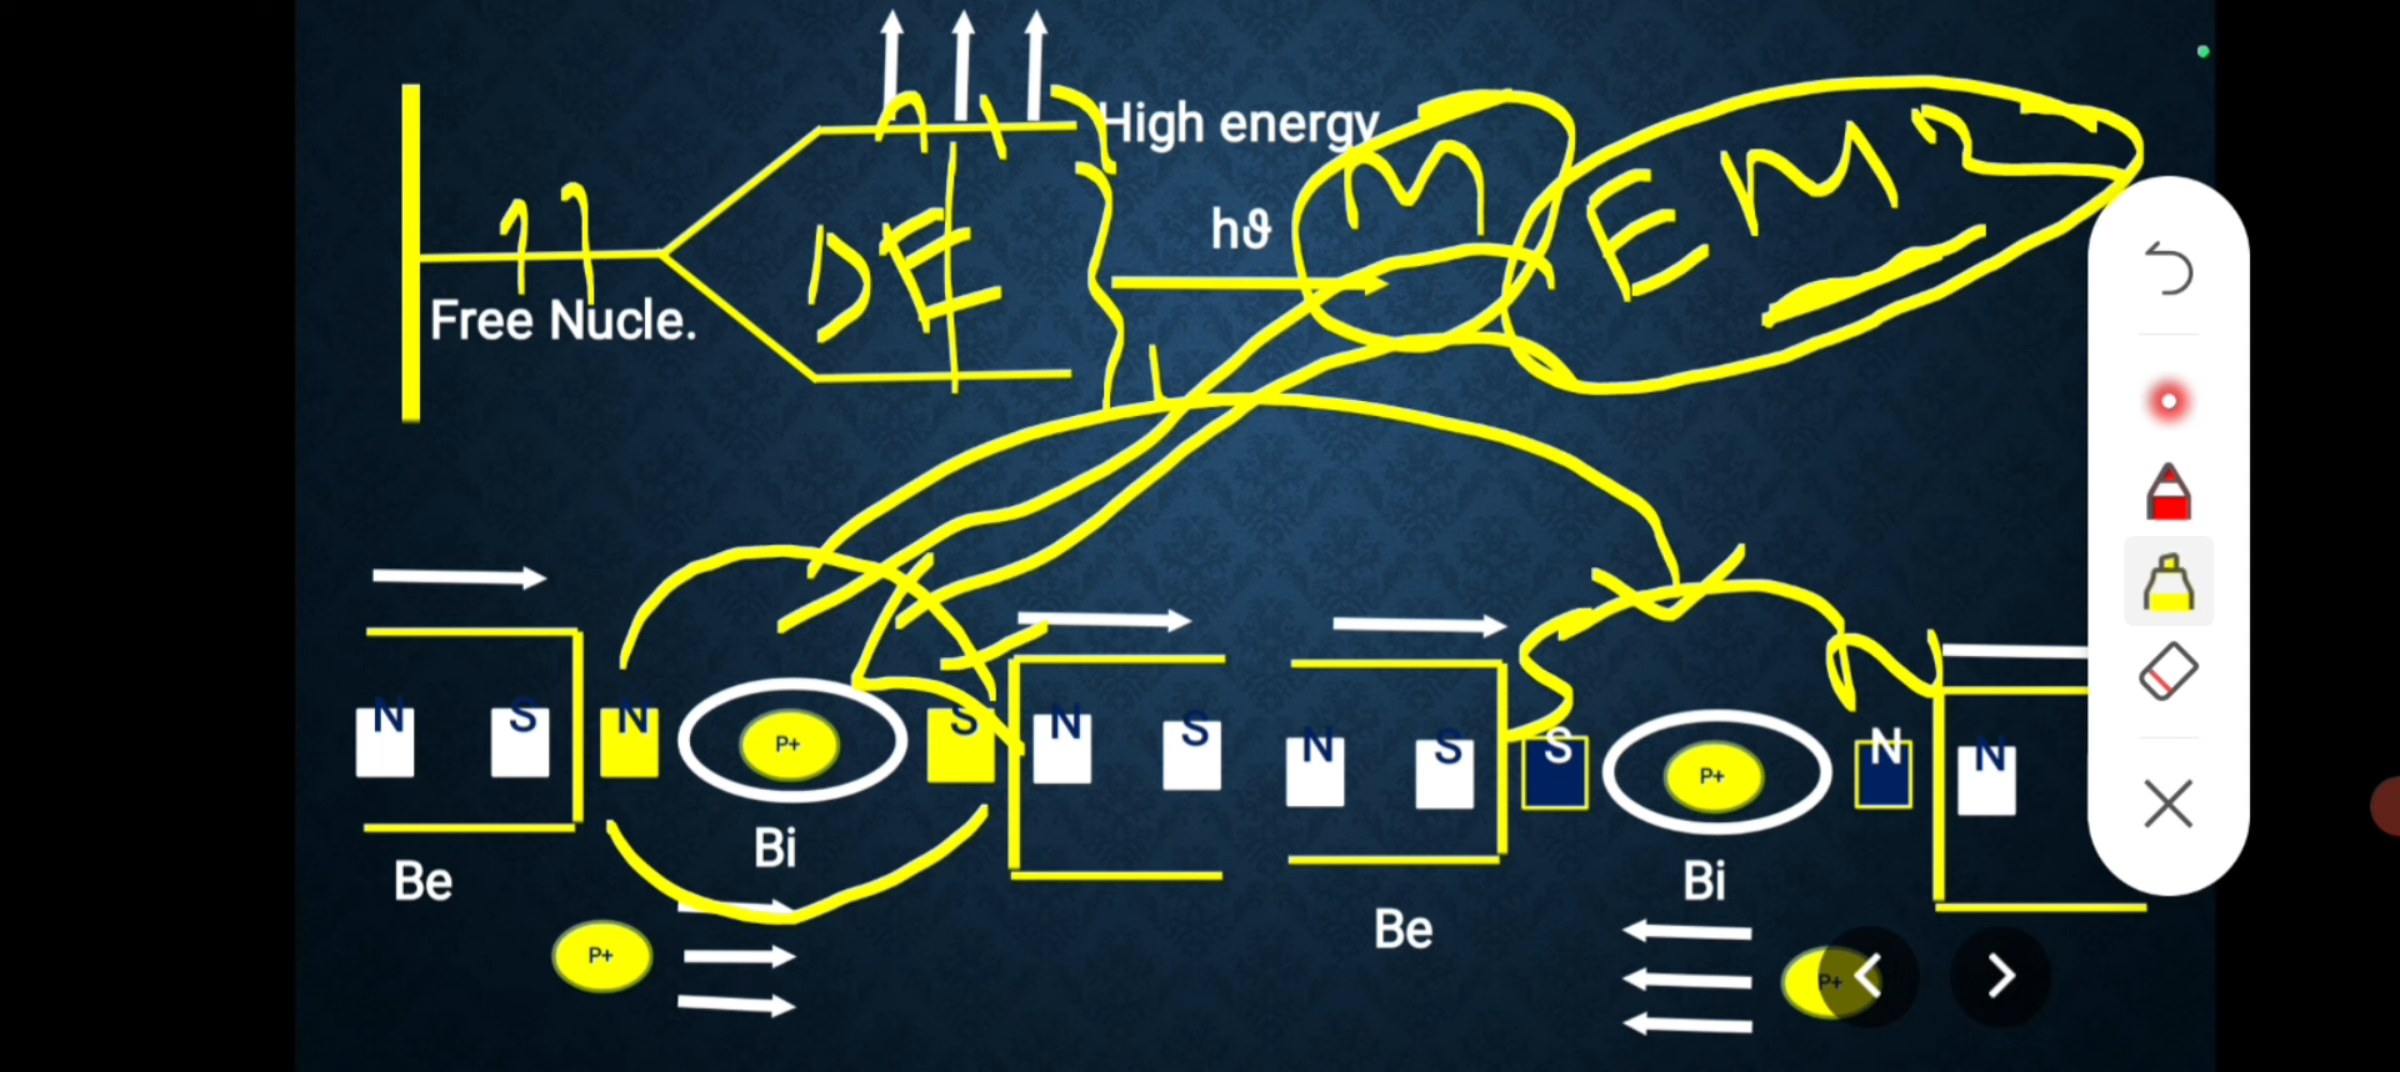 High energy
hϑ
M
EM
DE
Free Nucle.
N S N P+ S N S N S S P+ N N
Bi
Bi
Be
Be
P+
P+